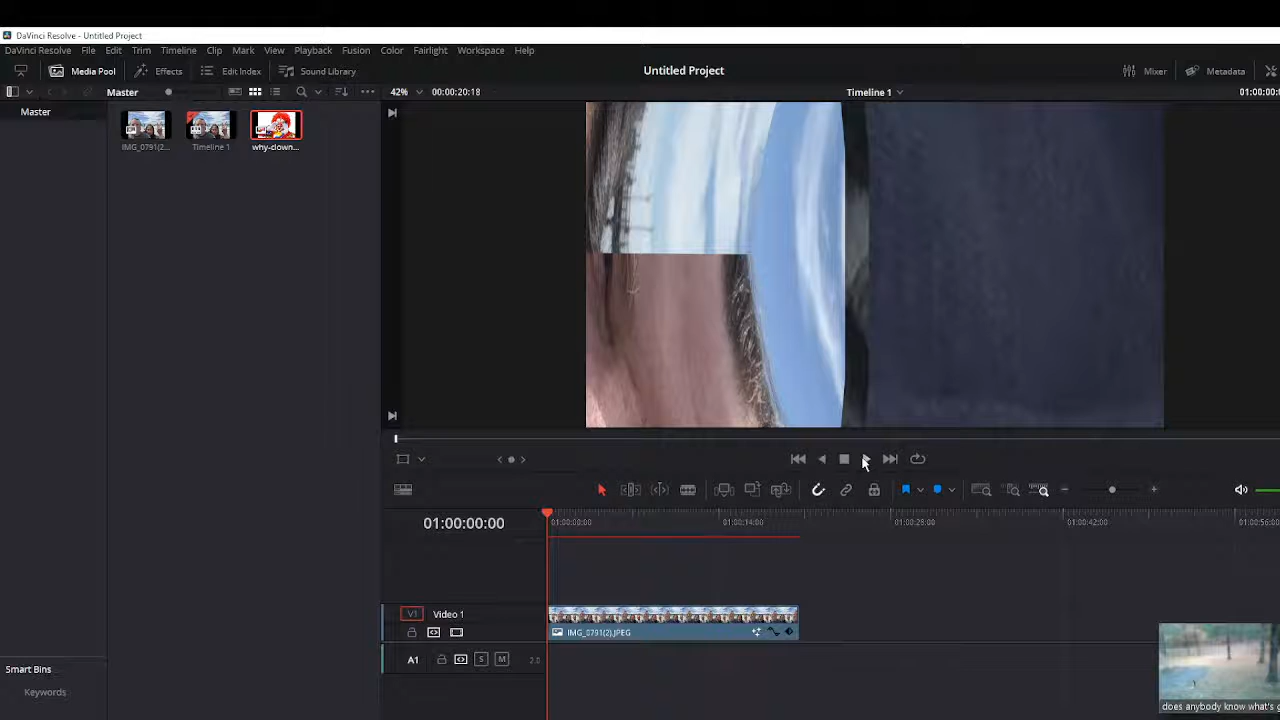 DaVinci Resolve - Untitled Project
DaVinci Resolve File Edit Trim Timeline Clip Mark View Playback Fusion Color Fairlight Workspace Help
Media Pool Effects Edit Index Sound Library Untitled Project Mixer Metadata
Master 42% 00:00:20:18 Timeline 1 01:00:00:0
Master
IMG_0791(2... Timeline 1 why-clown...
01:00:00:00 01:00:00:00 01:00:14:00 01:00:28:00 01:00:42:00 01:00:56:00
V1 Video 1
IMG_0791(2).JPEG
A1 S M 2.0
Smart Bins
Keywords
does anybody know what's